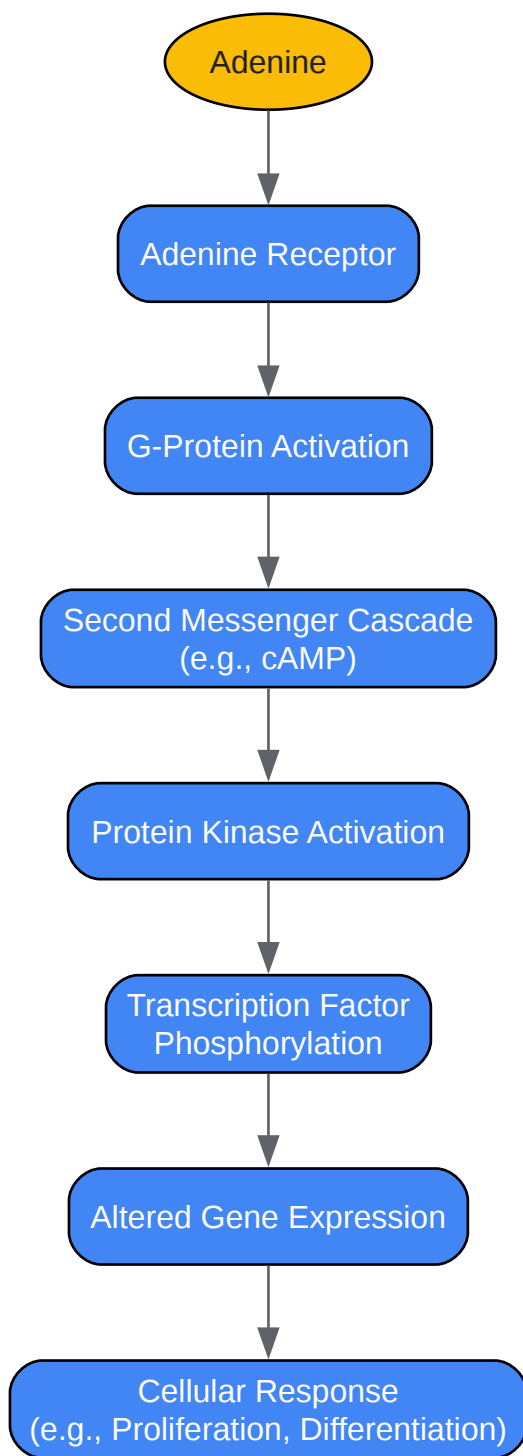 Adenine
Adenine Receptor
G-Protein Activation
Second Messenger Cascade
(e.g., cAMP)
Protein Kinase Activation
Transcription Factor
Phosphorylation
Altered Gene Expression
Cellular Response
(e.g., Proliferation, Differentiation)